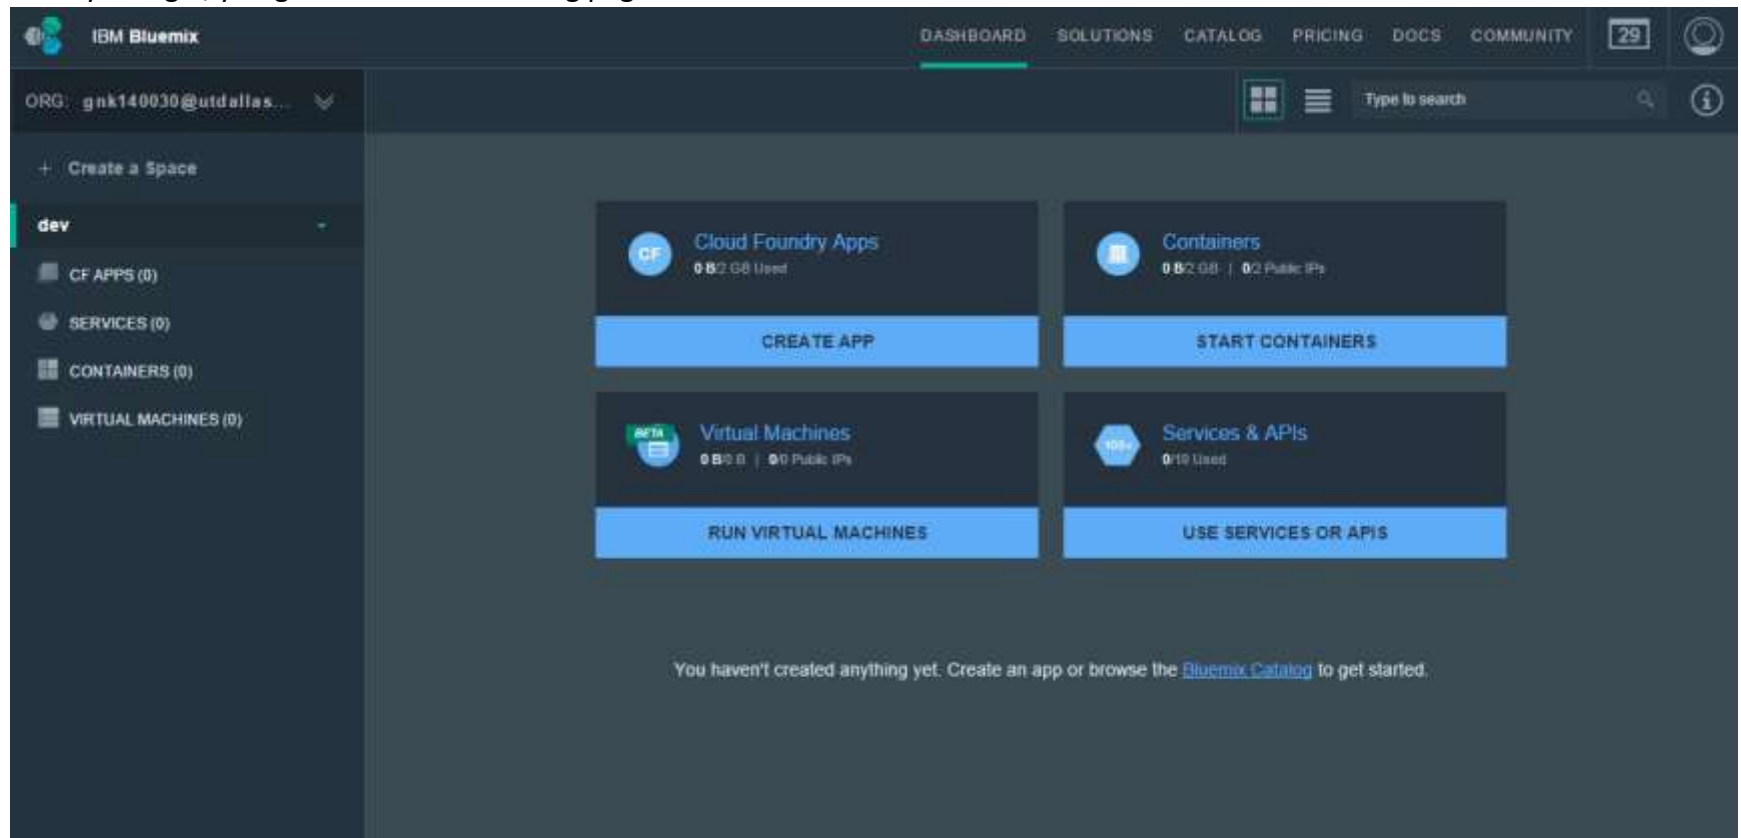 IBM Bluemix
DASHBOARD SOLUTIONS CATALOG PRICING DOCS COMMUNITY 29
ORG: gnk140030@utdallas...
Type to search
+ Create a Space
dev
CF APPS (0)
SERVICES (0)
CONTAINERS (0)
VIRTUAL MACHINES (0)
CF
Cloud Foundry Apps
0 B/2 GB Used
CREATE APP
Containers
0 B/2 GB | 0/2 Public IPs
START CONTAINERS
BETA
Virtual Machines
0 B/0 B | 0/0 Public IPs
RUN VIRTUAL MACHINES
100+
Services & APIs
0/10 Used
USE SERVICES OR APIS
You haven't created anything yet. Create an app or browse the Bluemix Catalog to get started.